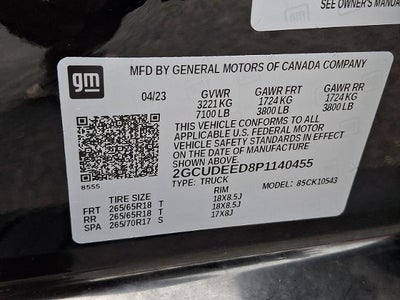 SEE OWNER'S MANUA
gm
MFD BY GENERAL MOTORS OF CANADA COMPANY
04/23 GVWR GAWR FRT GAWR RR
3221 KG 1724 KG 1724 KG
7100 LB 3800 LB 3800 LB
THIS VEHICLE CONFORMS TO ALL
APPLICABLE U.S. FEDERAL MOTOR
VEHICLE SAFETY STANDARDS IN EFFECT
ON THE DATE OF MANUFACTURE
SHOWN ABOVE.
2GCUDEED8P1140455
8555
TYPE: TRUCK MODEL: 85CK10543
TIRE SIZE RIM
FRT 265/65R18 T 18X8.5J
RR 265/65R18 T 18X8.5J
SPA 265/70R17 S 17X8J